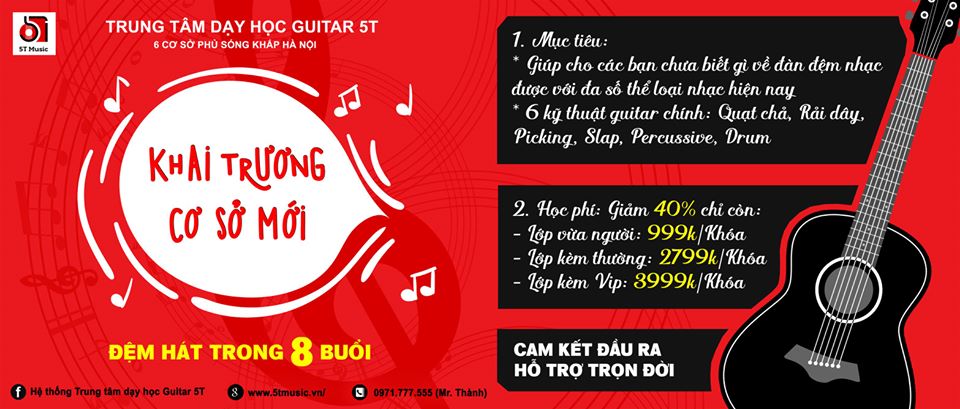 5T
5T Music
TRUNG TÂM DẠY HỌC GUITAR 5T
6 CƠ SỞ PHỦ SÓNG KHẮP HÀ NỘI
KHAI TRƯƠNG
CƠ SỞ MỚI
ĐỆM HÁT TRONG 8 BUỔI
Hệ thống Trung tâm dạy học Guitar 5T
www.5tmusic.vn/
0971.777.555 (Mr. Thành)
1. Mục tiêu:
* Giúp cho các bạn chưa biết gì về đàn đệm nhạc
được với đa số thể loại nhạc hiện nay
* 6 kỹ thuật guitar chính: Quạt chả, Rải dây,
Picking, Slap, Percussive, Drum
2. Học phí: Giảm 40% chỉ còn:
- Lớp vừa người: 999k/Khóa
- Lớp kèm thường: 2799k/Khóa
- Lớp kèm Vip: 3999k/Khóa
CAM KẾT ĐẦU RA
HỖ TRỢ TRỌN ĐỜI